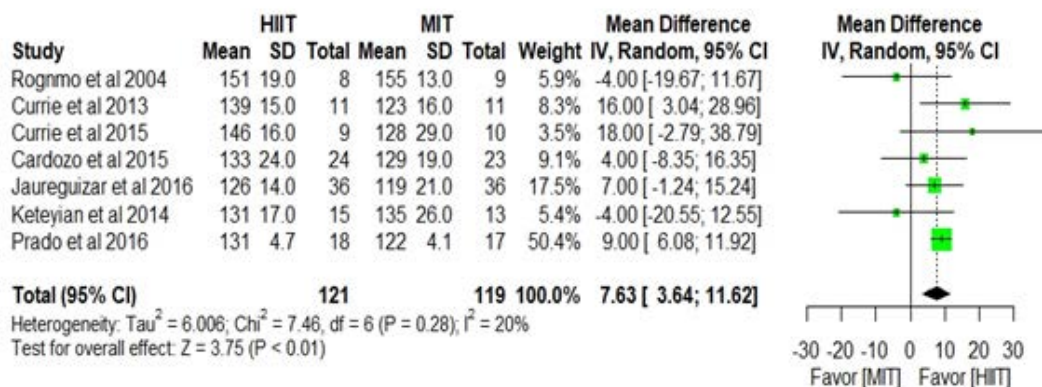 HIIT MIT Mean Difference Mean Difference
Study Mean SD Total Mean SD Total Weight IV, Random, 95% CI IV, Random, 95% CI
Rognmo et al 2004 151 19.0 8 155 13.0 9 5.9% -4.00 [-19.67; 11.67]
Currie et al 2013 139 15.0 11 123 16.0 11 8.3% 16.00 [ 3.04; 28.96]
Currie et al 2015 146 16.0 9 128 29.0 10 3.5% 18.00 [ -2.79; 38.79]
Cardozo et al 2015 133 24.0 24 129 19.0 23 9.1% 4.00 [ -8.35; 16.35]
Jaureguizar et al 2016 126 14.0 36 119 21.0 36 17.5% 7.00 [ -1.24; 15.24]
Keteyian et al 2014 131 17.0 15 135 26.0 13 5.4% -4.00 [-20.55; 12.55]
Prado et al 2016 131 4.7 18 122 4.1 17 50.4% 9.00 [ 6.08; 11.92]
Total (95% CI) 121 119 100.0% 7.63 [ 3.64; 11.62]
Heterogeneity: Tau² = 6.006; Chi² = 7.46, df = 6 (P = 0.28); I² = 20%
Test for overall effect: Z = 3.75 (P < 0.01)
-30 -20 -10 0 10 20 30
Favor [MIT] Favor [HIIT]